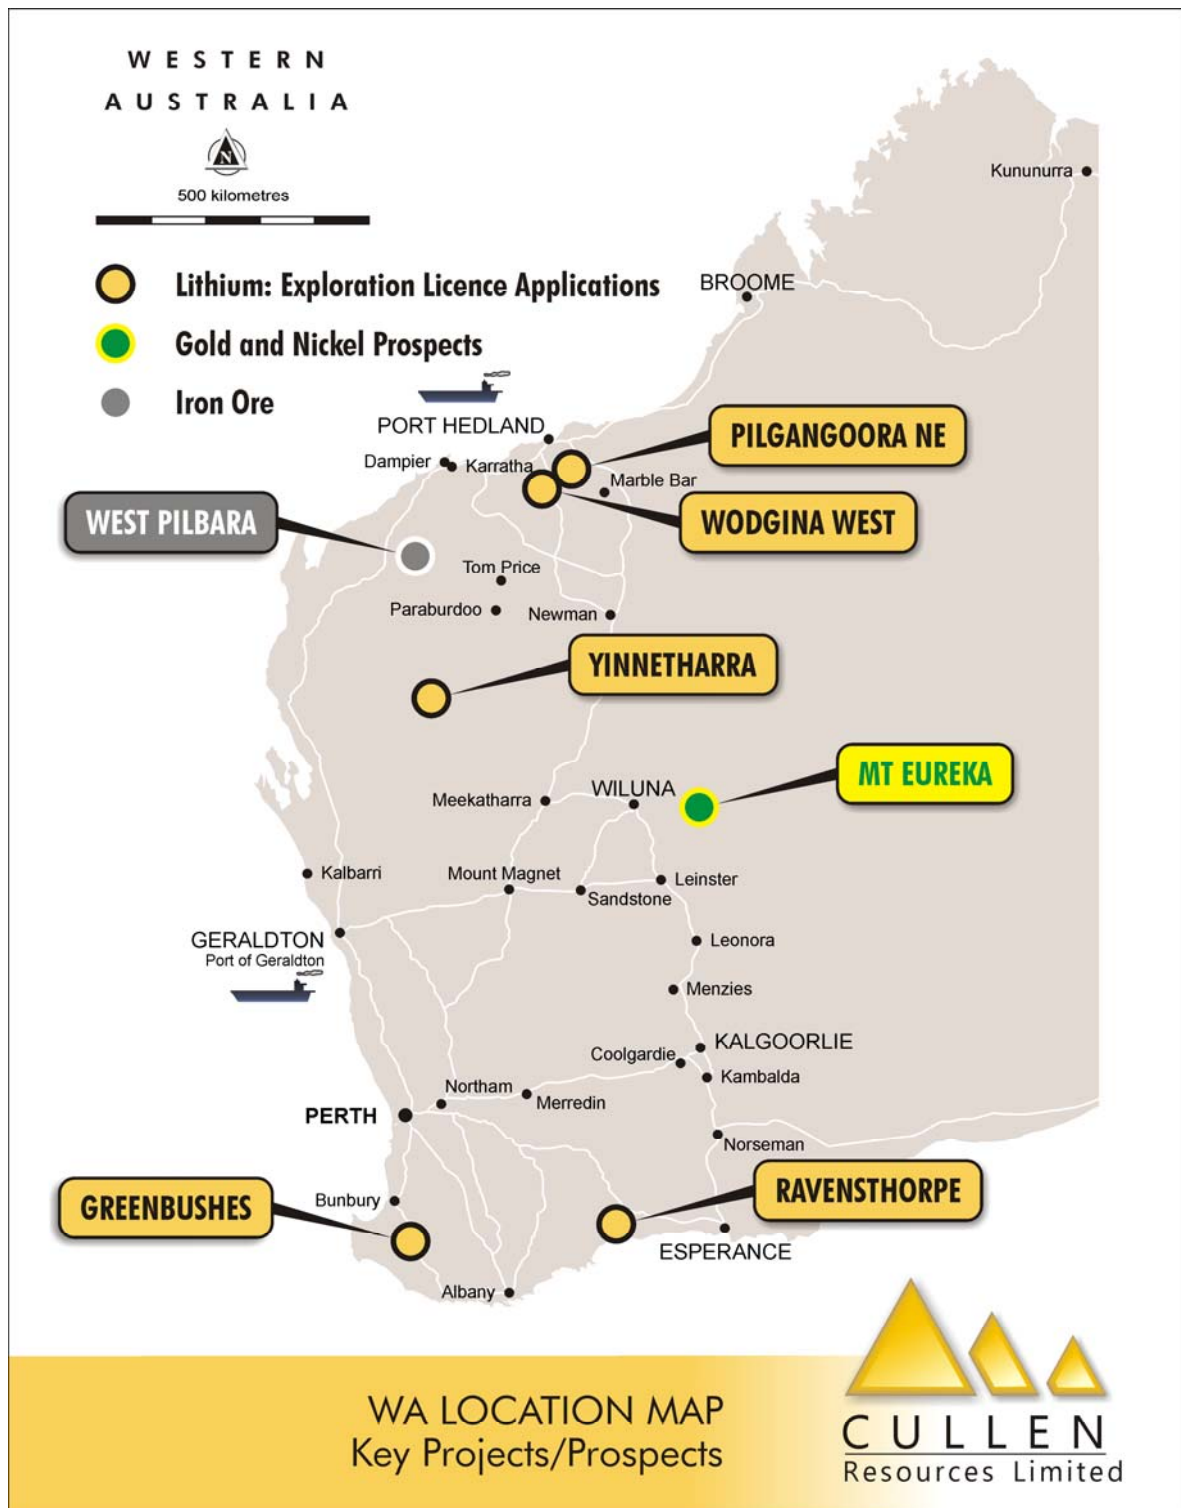 WESTERN
AUSTRALIA
N
500 kilometres
Lithium: Exploration Licence Applications
Gold and Nickel Prospects
Iron Ore
Kununurra
BROOME
PORT HEDLAND
PILGANGOORA NE
Dampier
Karratha
Marble Bar
WEST PILBARA
WODGINA WEST
Tom Price
Paraburdoo
Newman
YINNETHARRA
MT EUREKA
Meekatharra
WILUNA
Kalbarri
Mount Magnet
Sandstone
Leinster
GERALDTON
Port of Geraldton
Leonora
Menzies
KALGOORLIE
Coolgardie
Kambalda
Northam
Merredin
PERTH
Norseman
GREENBUSHES
Bunbury
RAVENSTHORPE
ESPERANCE
Albany
WA LOCATION MAP
Key Projects/Prospects
CULLEN
Resources Limited